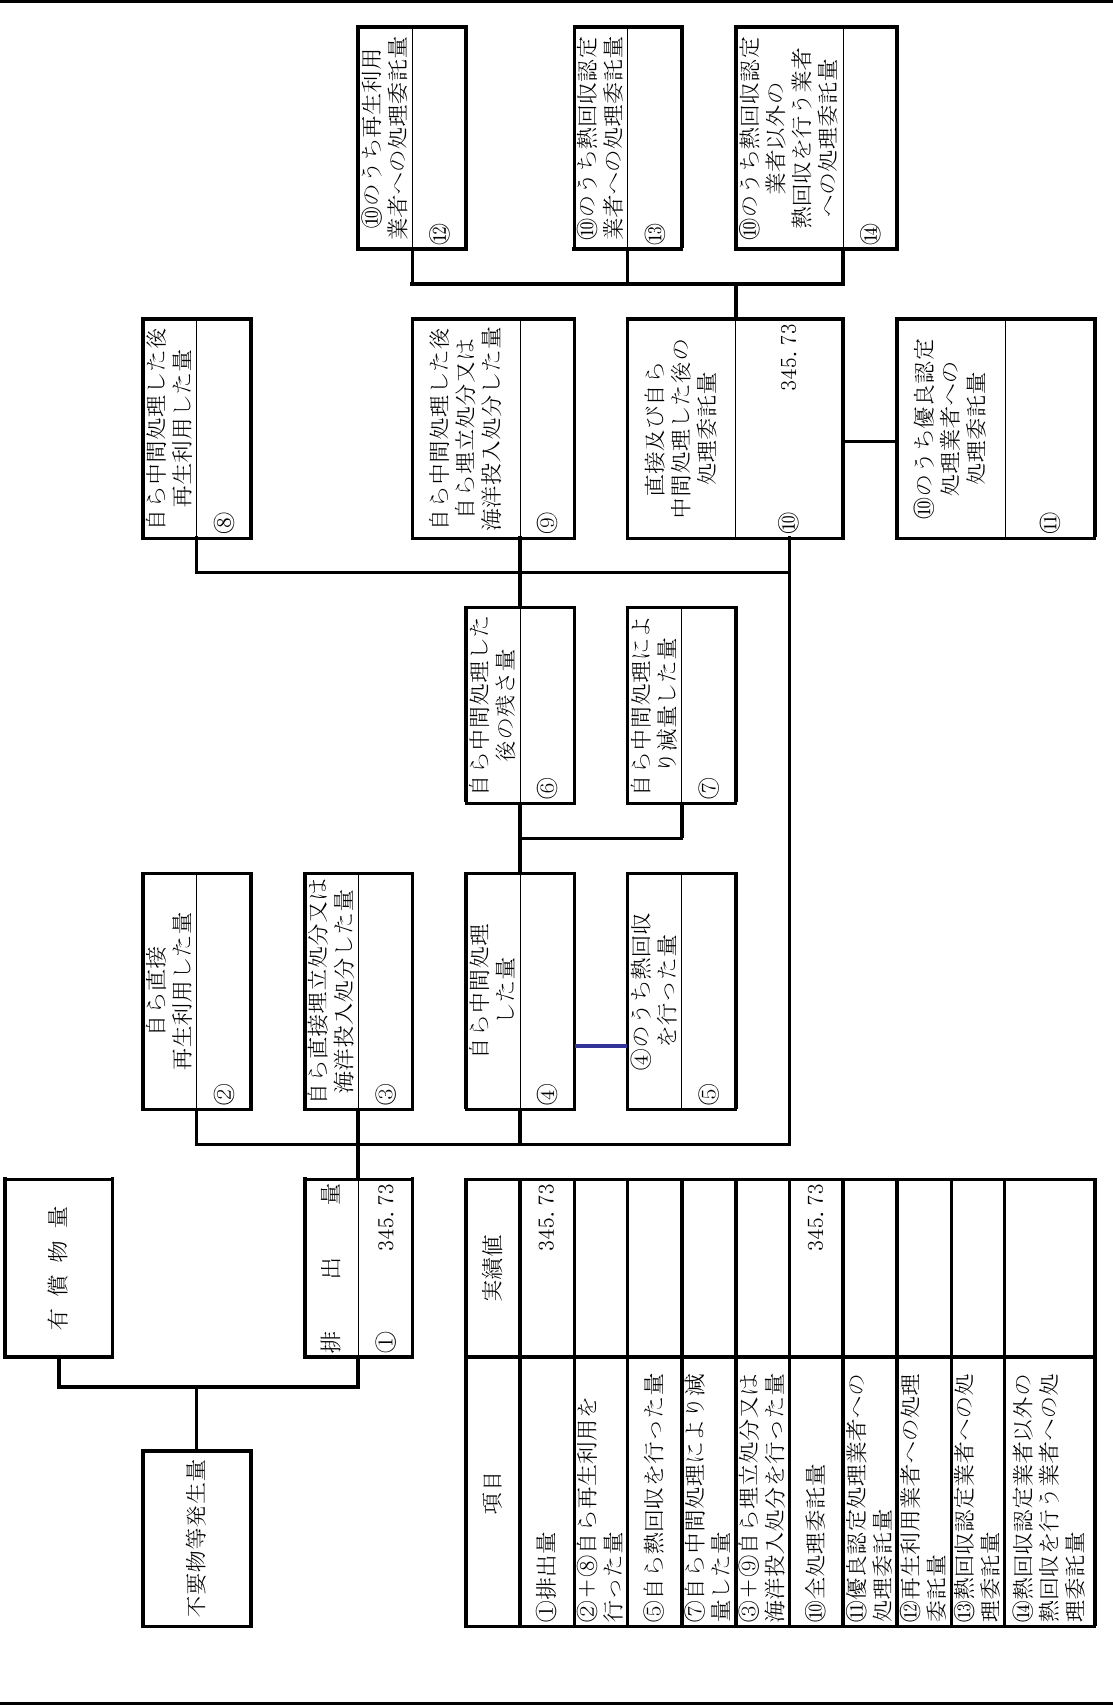 不要物等発生量
有償物量
排出量
① 345.73
自ら直接
再生利用した量
②
自ら直接埋立処分又は
海洋投入処分した量
③
自ら中間処理
した量
④
④のうち熱回収
を行った量
⑤
自ら中間処理した
後の残さ量
⑥
自ら中間処理によ
り減量した量
⑦
自ら中間処理した後
再生利用した量
⑧
自ら中間処理した後
自ら埋立処分又は
海洋投入処分した量
⑨
直接及び自ら
中間処理した後の
処理委託量
⑩ 345.73
⑩のうち優良認定
処理業者への
処理委託量
⑪
⑩のうち再生利用
業者への処理委託量
⑫
⑩のうち熱回収認定
業者への処理委託量
⑬
⑩のうち熱回収認定
業者以外の
熱回収を行う業者
への処理委託量
⑭
項目 実績値
①排出量 345.73
②+⑧自ら再生利用を
行った量
⑤自ら熱回収を行った量
⑦自ら中間処理により減
量した量
③+⑨自ら埋立処分又は
海洋投入処分を行った量
⑩全処理委託量 345.73
⑪優良認定処理業者への
処理委託量
⑫再生利用業者への処理
委託量
⑬熱回収認定業者への処
理委託量
⑭熱回収認定業者以外の
熱回収を行う業者への処
理委託量